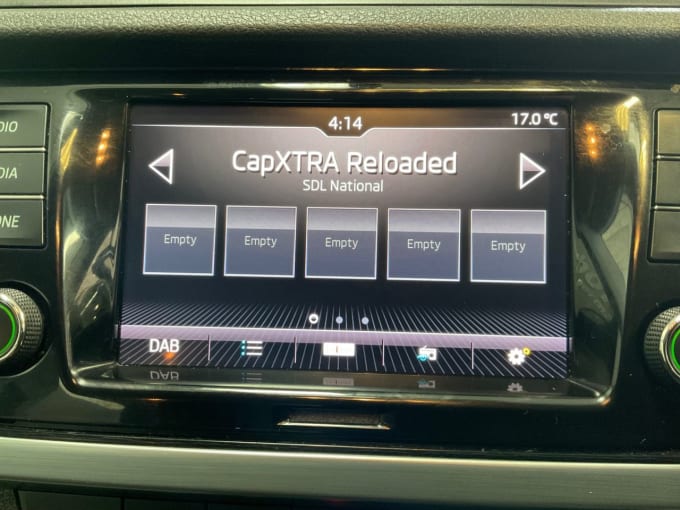 4:14
17.0 °C
CapXTRA Reloaded
SDL National
Empty Empty Empty Empty Empty
DAB